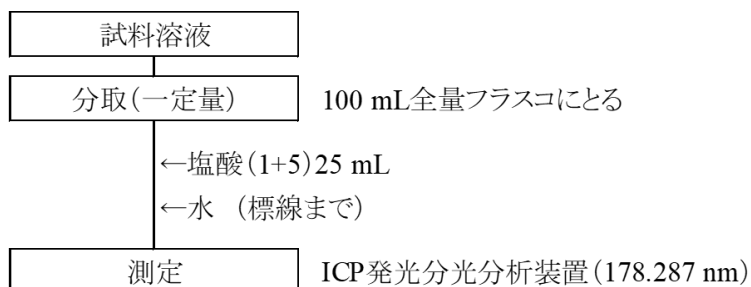 試料溶液
分取（一定量） 100 mL全量フラスコにとる
←塩酸（1+5）25 mL
←水　（標線まで）
測定 ICP発光分光分析装置（178.287 nm）